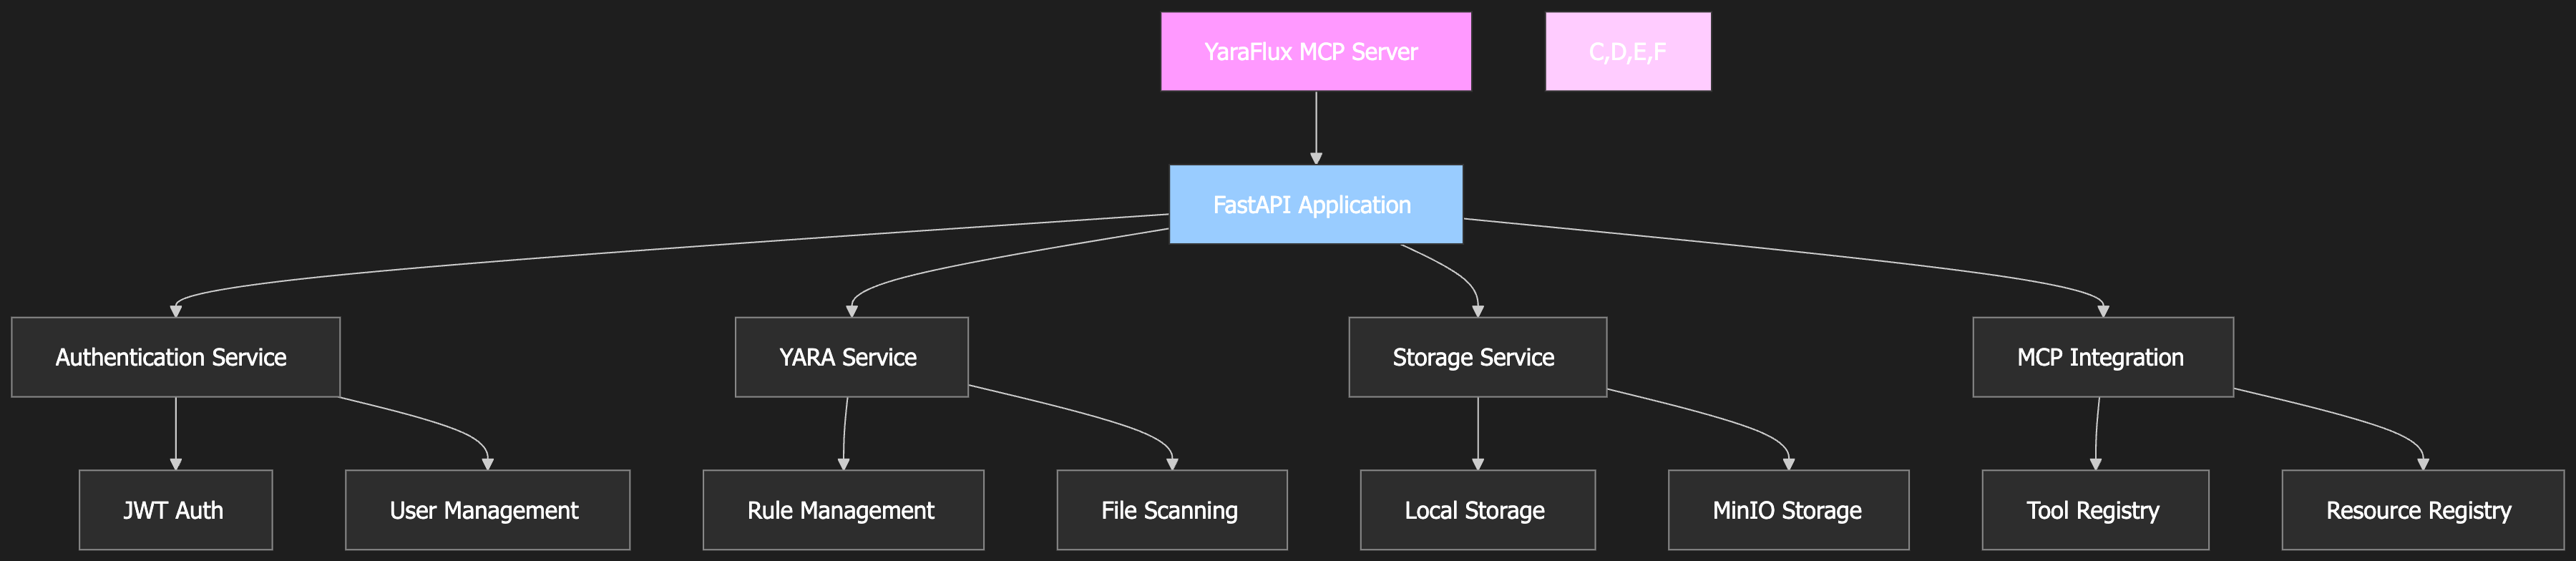 YaraFlux MCP Server
C,D,E,F
FastAPI Application
Authentication Service
YARA Service
Storage Service
MCP Integration
JWT Auth
User Management
Rule Management
File Scanning
Local Storage
MinIO Storage
Tool Registry
Resource Registry